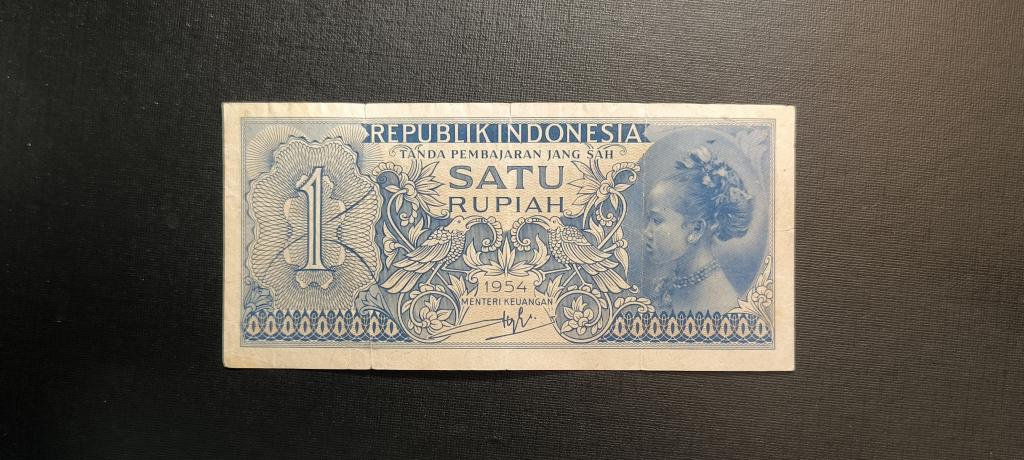 REPUBLIK INDONESIA
TANDA PEMBAJARAN JANG SAH
SATU
RUPIAH
1
1954
MENTERI KEUANGAN